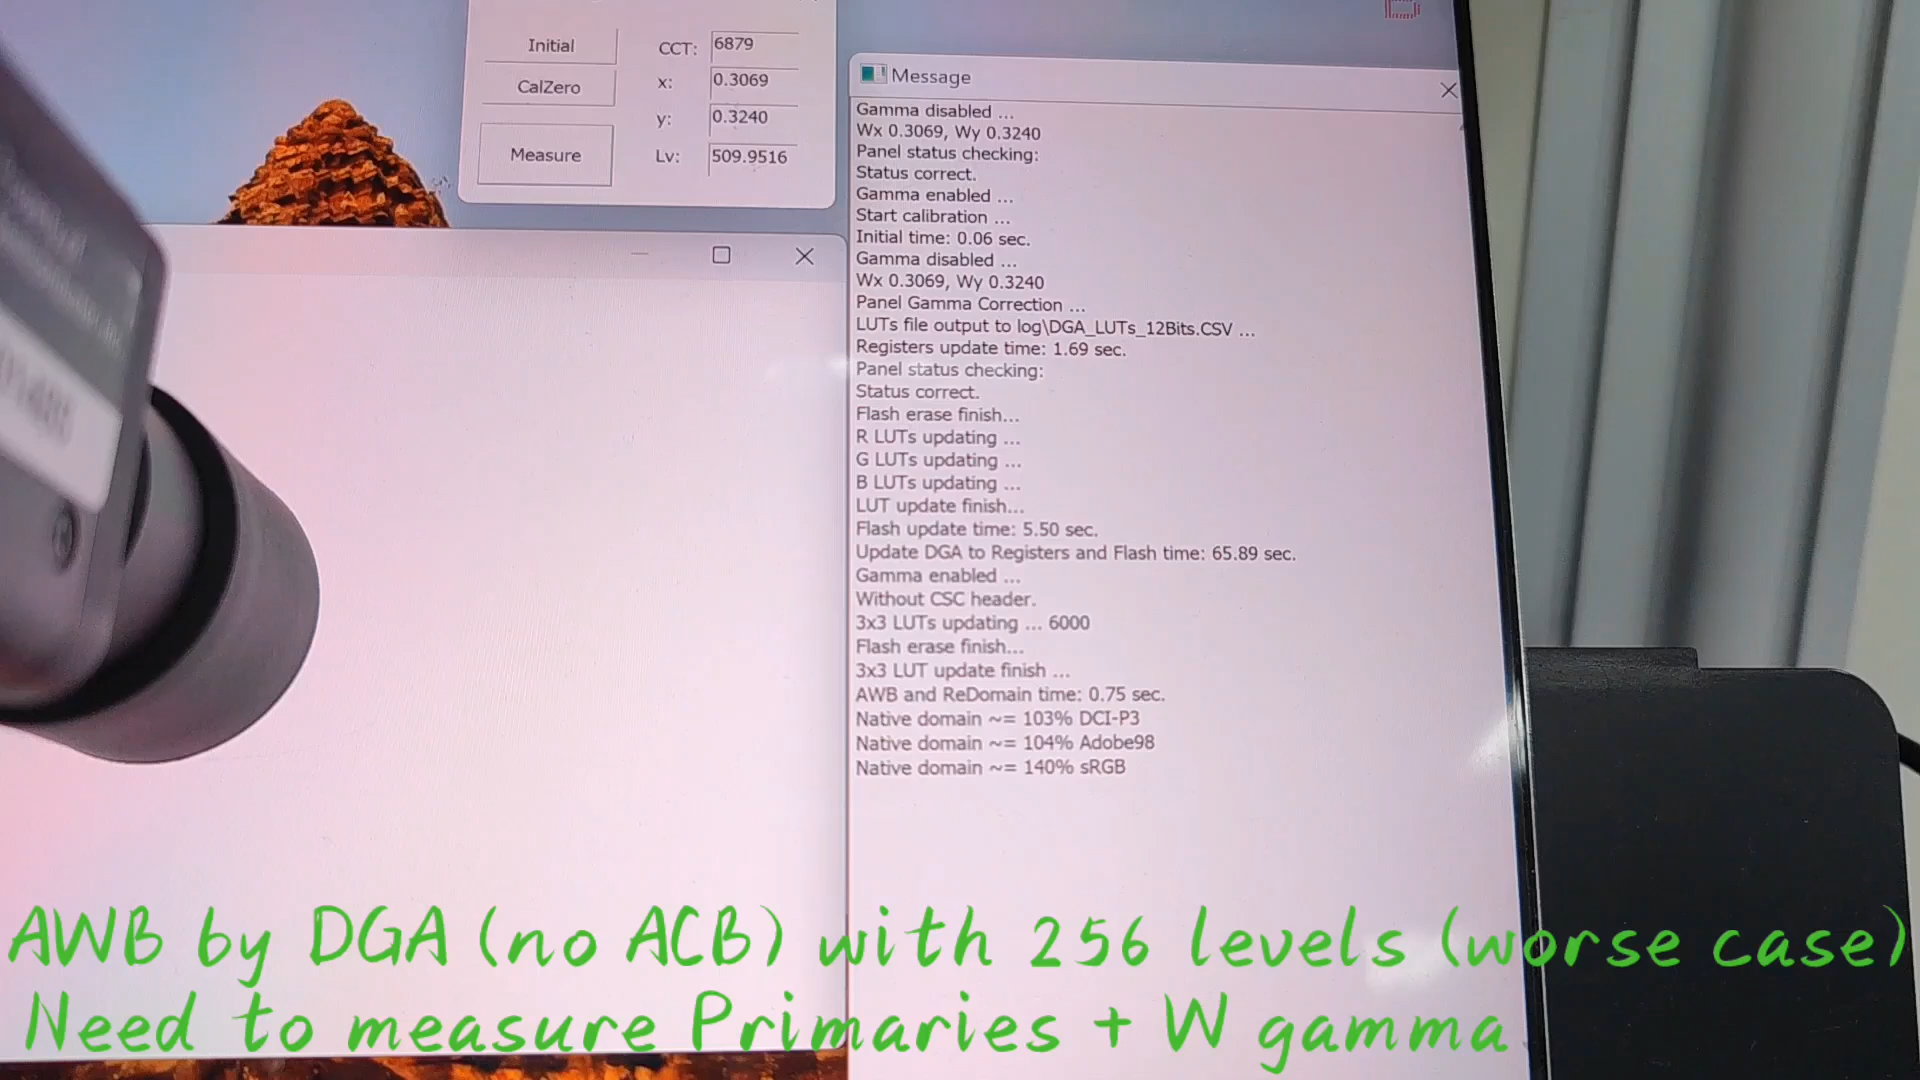 Initial
CCT:
6879
CalZero
x:
0.3069
y:
0.3240
Measure
Lv:
509.9516
Message
Gamma disabled ...
Wx 0.3069, Wy 0.3240
Panel status checking:
Status correct.
Gamma enabled ...
Start calibration ...
Initial time: 0.06 sec.
Gamma disabled ...
Wx 0.3069, Wy 0.3240
Panel Gamma Correction ...
LUTs file output to log\DGA_LUTs_12Bits.CSV ...
Registers update time: 1.69 sec.
Panel status checking:
Status correct.
Flash erase finish...
R LUTs updating ...
G LUTs updating ...
B LUTs updating ...
LUT update finish...
Flash update time: 5.50 sec.
Update DGA to Registers and Flash time: 65.89 sec.
Gamma enabled ...
Without CSC header.
3x3 LUTs updating ... 6000
Flash erase finish...
3x3 LUT update finish ...
AWB and ReDomain time: 0.75 sec.
Native domain ~= 103% DCI-P3
Native domain ~= 104% Adobe98
Native domain ~= 140% sRGB
AWB by DGA (no ACB) with 256 levels (worse case)
Need to measure Primaries + W gamma